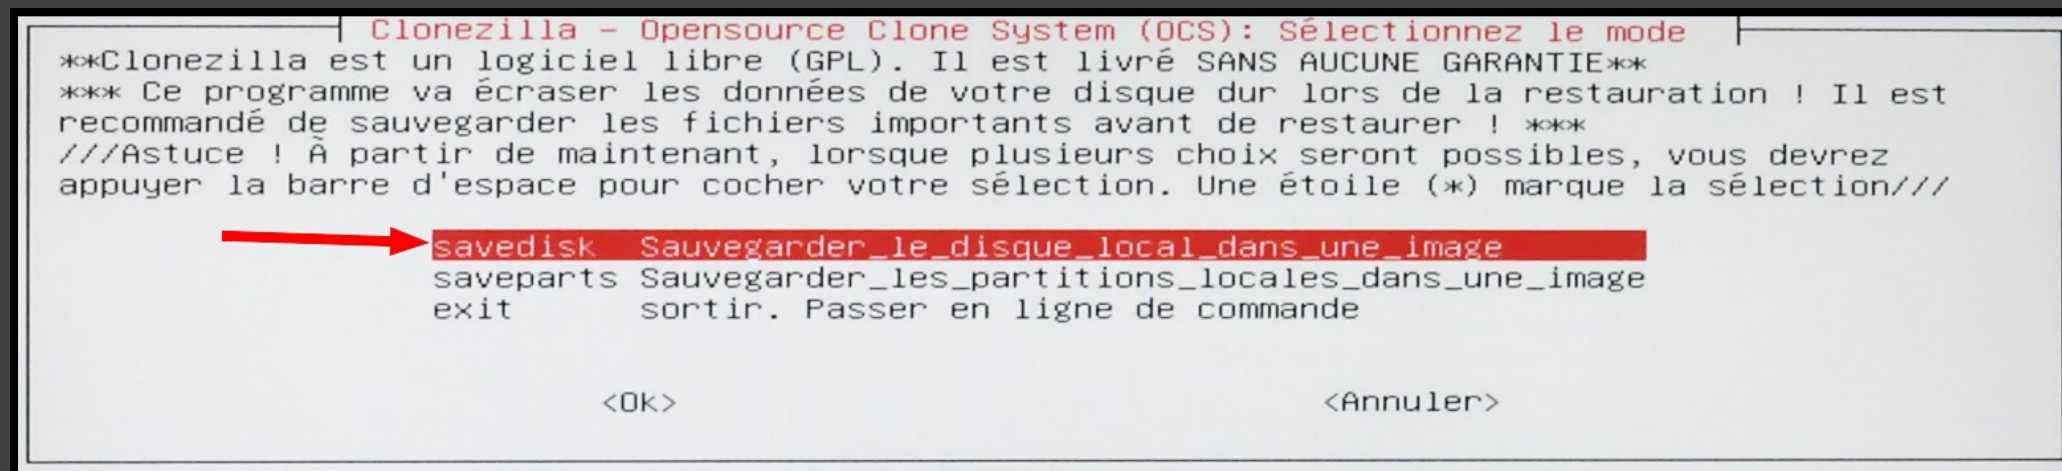 Clonezilla - Opensource Clone System (OCS): Sélectionnez le mode
**Clonezilla est un logiciel libre (GPL). Il est livré SANS AUCUNE GARANTIE**
*** Ce programme va écraser les données de votre disque dur lors de la restauration ! Il est
recommandé de sauvegarder les fichiers importants avant de restaurer ! ***
///Astuce ! À partir de maintenant, lorsque plusieurs choix seront possibles, vous devrez
appuyer la barre d'espace pour cocher votre sélection. Une étoile (*) marque la sélection///
savedisk Sauvegarder_le_disque_local_dans_une_image
saveparts Sauvegarder_les_partitions_locales_dans_une_image
exit sortir. Passer en ligne de commande
<Ok> <Annuler>